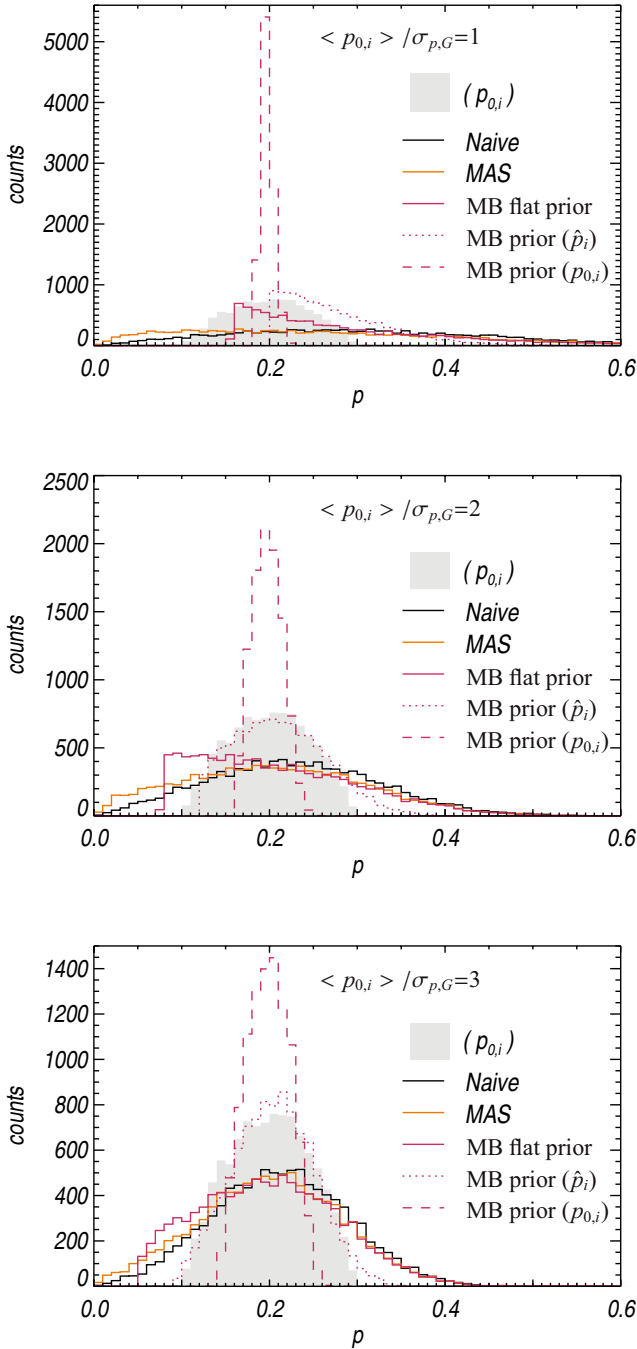 < p₀,ᵢ > /σₚ,G=1
( p₀,ᵢ )
Naive
MAS
MB flat prior
MB prior (p̂ᵢ)
MB prior (p₀,ᵢ)
counts
5000
4000
3000
2000
1000
0
0.0 0.2 0.4 0.6
p
< p₀,ᵢ > /σₚ,G=2
( p₀,ᵢ )
Naive
MAS
MB flat prior
MB prior (p̂ᵢ)
MB prior (p₀,ᵢ)
counts
2500
2000
1500
1000
500
0
0.0 0.2 0.4 0.6
p
< p₀,ᵢ > /σₚ,G=3
( p₀,ᵢ )
Naive
MAS
MB flat prior
MB prior (p̂ᵢ)
MB prior (p₀,ᵢ)
counts
1400
1200
1000
800
600
400
200
0
0.0 0.2 0.4 0.6
p